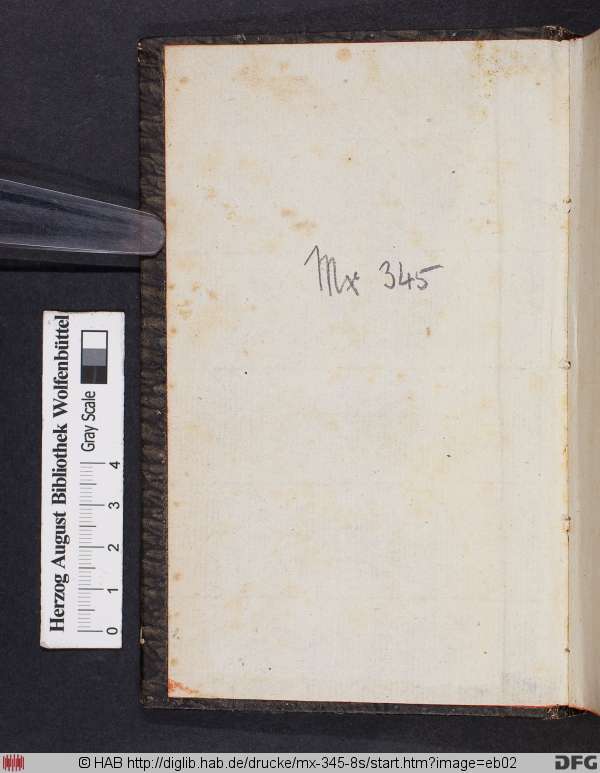 Mx 345
Herzog August Bibliothek Wolfenbüttel
Gray Scale
0 1 2 3 4
© HAB http://diglib.hab.de/drucke/mx-345-8s/start.htm?image=eb02
DFG
DFG